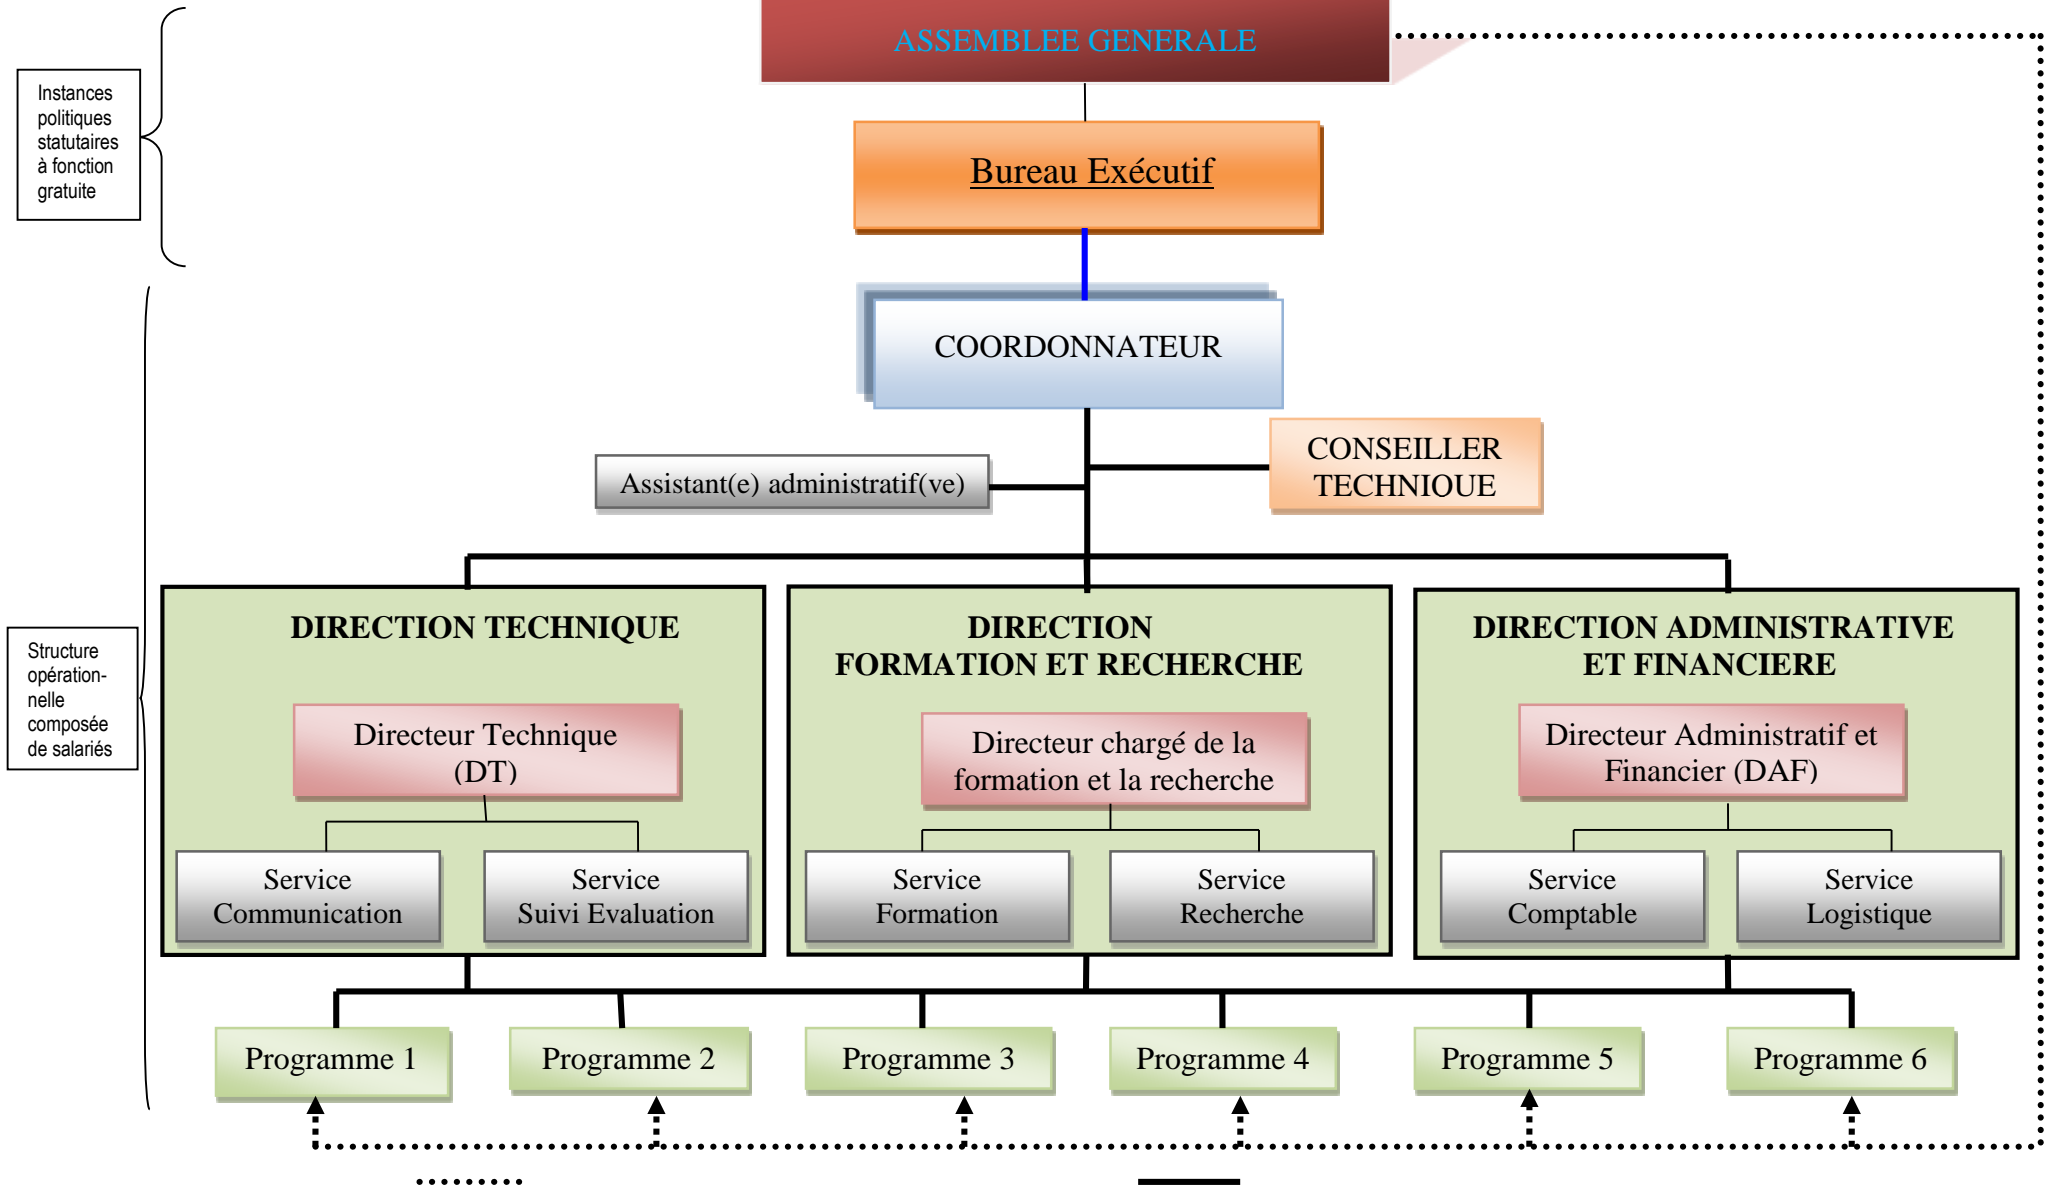 ASSEMBLEE GENERALE
Instances
politiques
statutaires
à fonction
gratuite
Bureau Exécutif
COORDONNATEUR
CONSEILLER
TECHNIQUE
Assistant(e) administratif(ve)
Structure
opération-
nelle
composée
de salariés
DIRECTION TECHNIQUE
Directeur Technique
(DT)
Service
Communication
Service
Suivi Evaluation
DIRECTION
FORMATION ET RECHERCHE
Directeur chargé de la
formation et la recherche
Service
Formation
Service
Recherche
DIRECTION ADMINISTRATIVE
ET FINANCIERE
Directeur Administratif et
Financier (DAF)
Service
Comptable
Service
Logistique
Programme 1
Programme 2
Programme 3
Programme 4
Programme 5
Programme 6